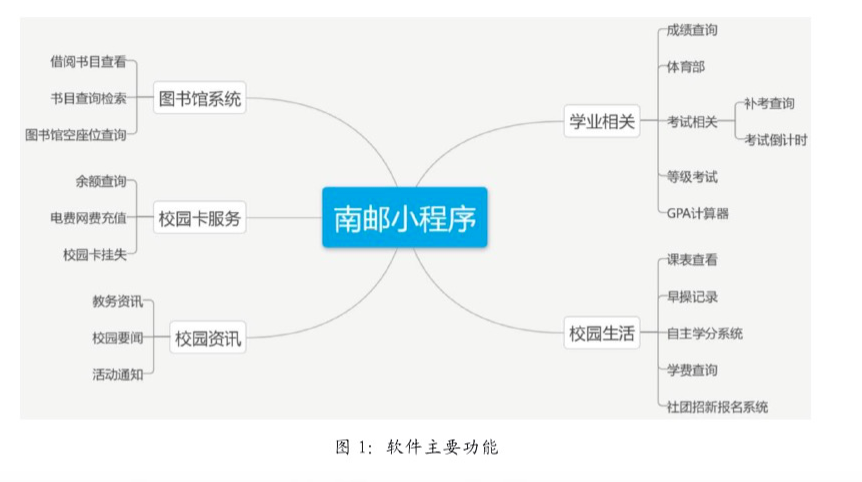 南邮小程序
图书馆系统
借阅书目查看
书目查询检索
图书馆空座位查询
校园卡服务
余额查询
电费网费充值
校园卡挂失
校园资讯
教务资讯
校园要闻
活动通知
学业相关
成绩查询
体育部
考试相关
补考查询
考试倒计时
等级考试
GPA计算器
校园生活
课表查看
早操记录
自主学分系统
学费查询
社团招新报名系统
图 1：软件主要功能